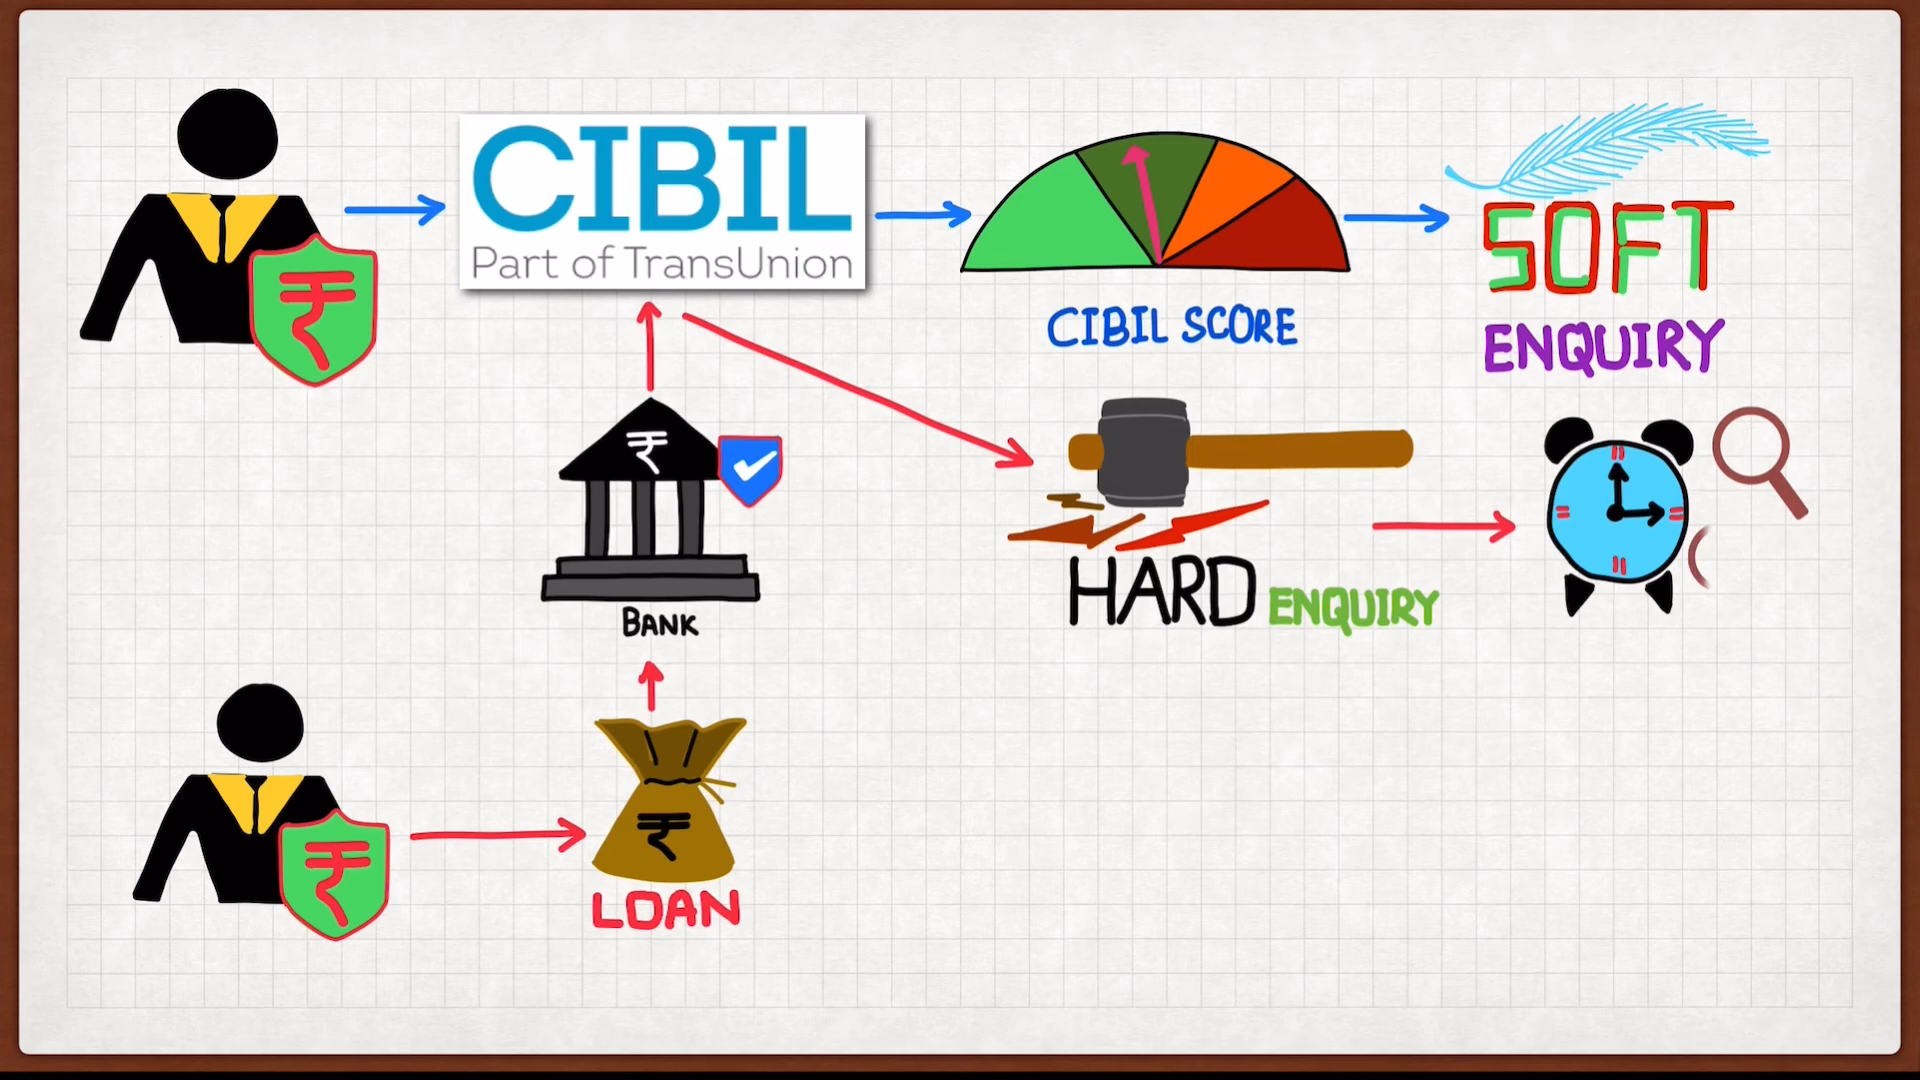 CIBIL
Part of TransUnion
₹
CIBIL SCORE
SOFT
ENQUIRY
₹
BANK
HARD ENQUIRY
₹
₹
LOAN